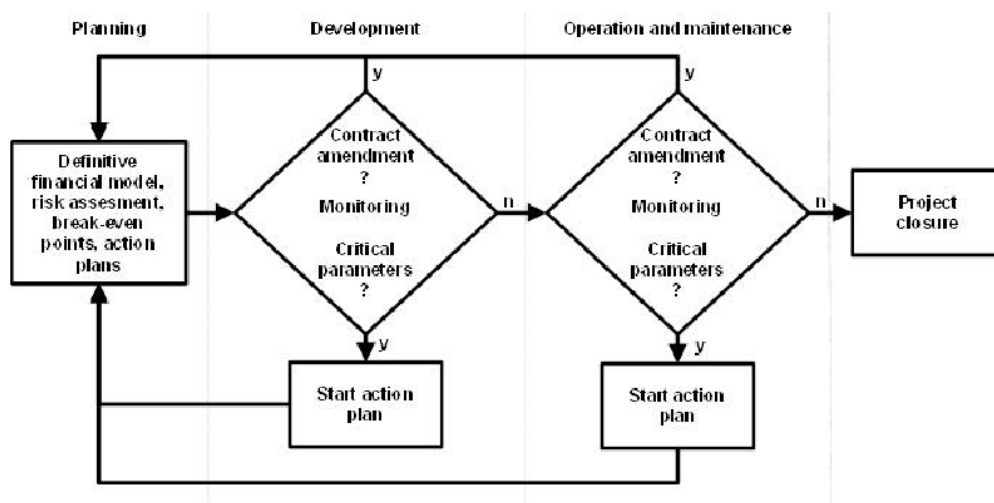 Planning
Development
Operation and maintenance
y
y
Definitive
financial model,
risk assesment,
break-even
points, action
plans
Contract
amendment
?
Monitoring
Critical
parameters
?
n
Contract
amendment
?
Monitoring
Critical
parameters
?
n
Project
closure
y
y
Start action
plan
Start action
plan